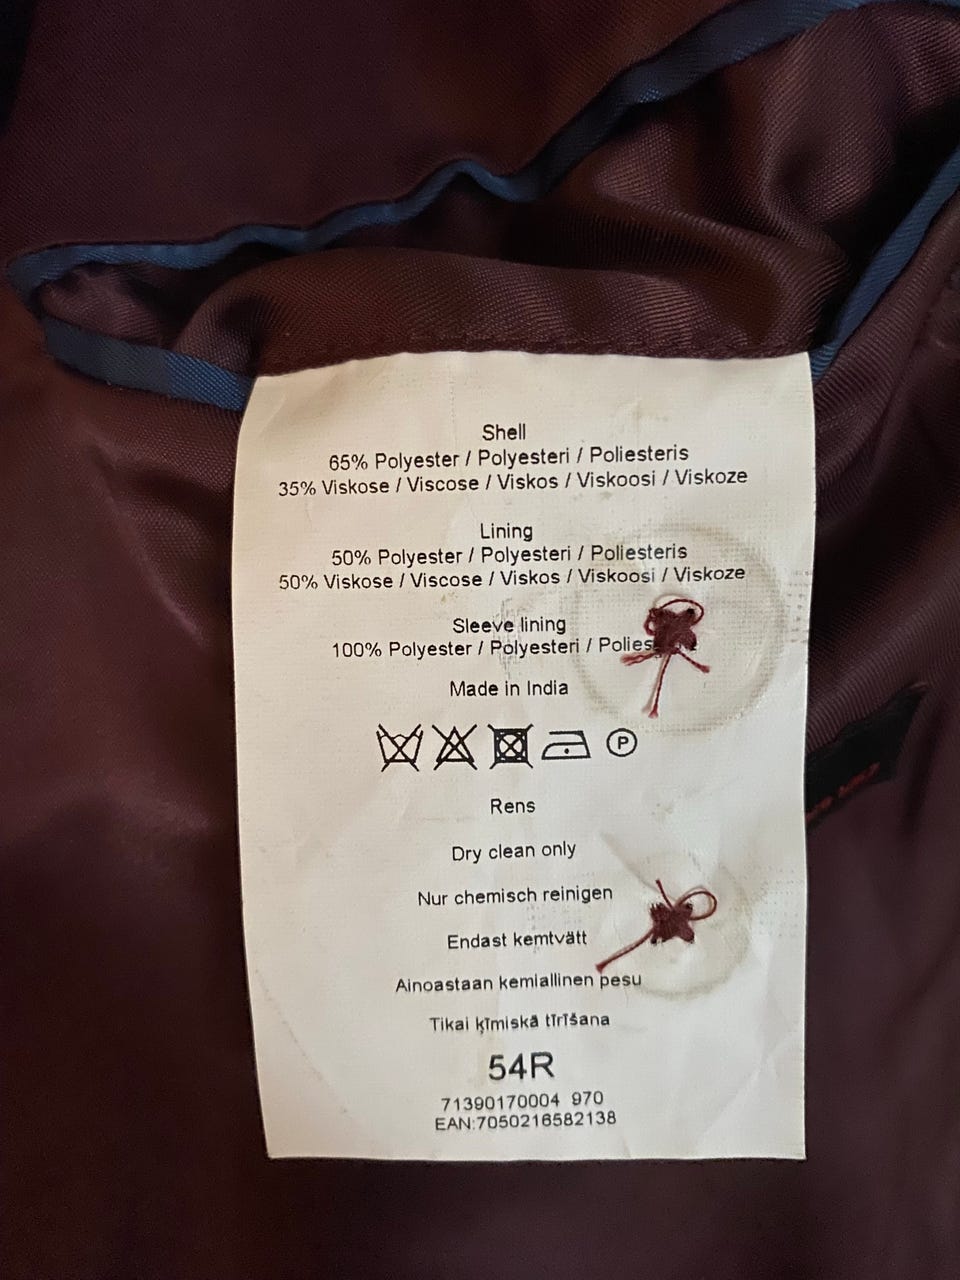 Shell
65% Polyester / Polyesteri / Poliesteris
35% Viskose / Viscose / Viskos / Viskoosi / Viskoze
Lining
50% Polyester / Polyesteri / Poliesteris
50% Viskose / Viscose / Viskos / Viskoosi / Viskoze
Sleeve lining
100% Polyester / Polyesteri / Polies
Made in India
P
Rens
Dry clean only
Nur chemisch reinigen
Endast kemtvätt
Ainoastaan kemiallinen pesu
Tikai ķīmiskā tīrīšana
54R
71390170004 970
EAN:7050216582138